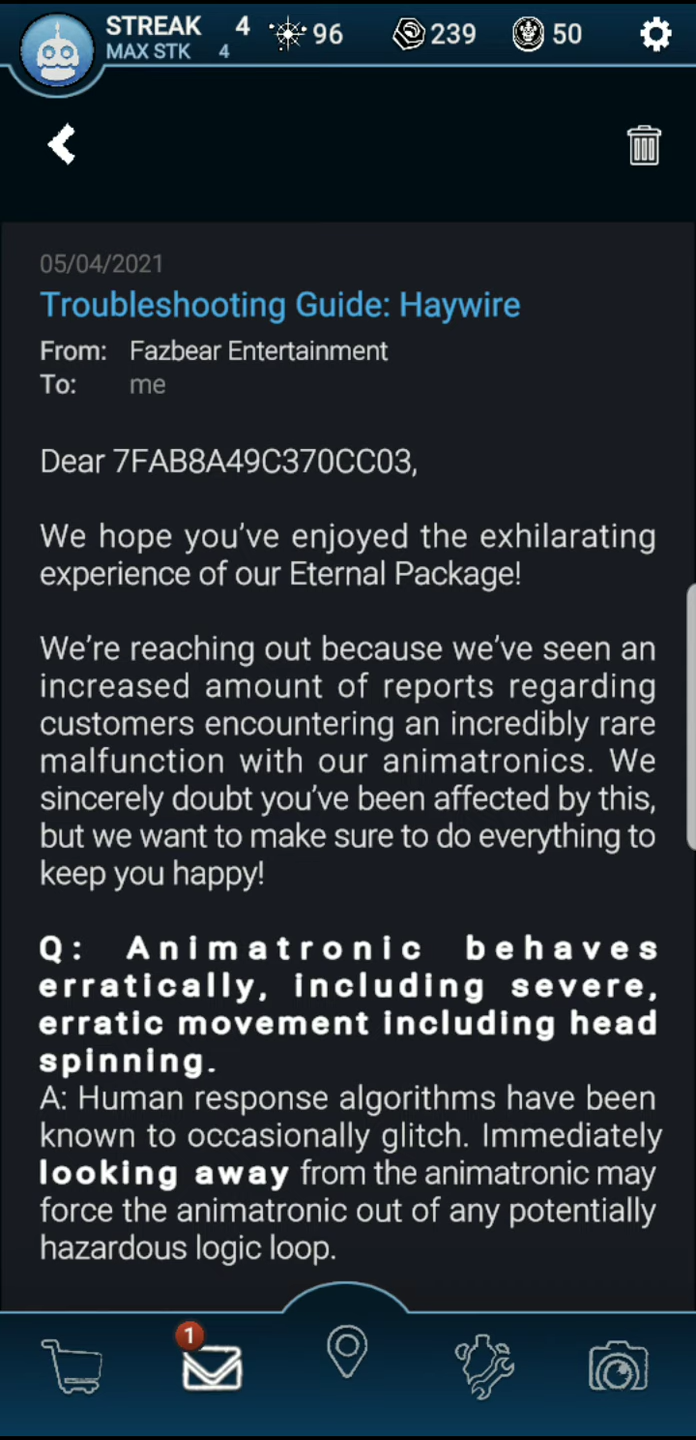 STREAK 4 96 239 50
MAX STK 4
05/04/2021
Troubleshooting Guide: Haywire
From: Fazbear Entertainment
To: me
Dear 7FAB8A49C370CC03,
We hope you've enjoyed the exhilarating
experience of our Eternal Package!
We're reaching out because we've seen an
increased amount of reports regarding
customers encountering an incredibly rare
malfunction with our animatronics. We
sincerely doubt you've been affected by this,
but we want to make sure to do everything to
keep you happy!
Q: Animatronic behaves
erratically, including severe,
erratic movement including head
spinning.
A: Human response algorithms have been
known to occasionally glitch. Immediately
looking away from the animatronic may
force the animatronic out of any potentially
hazardous logic loop.
1